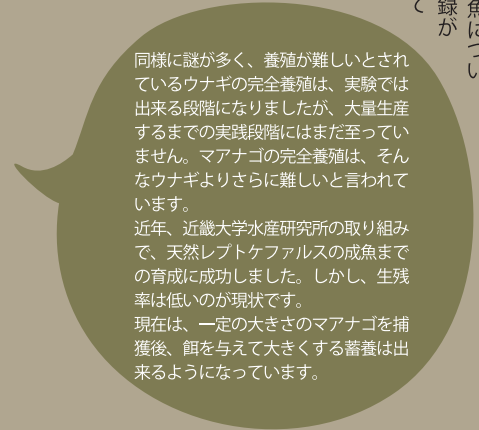 魚につい
録が
て
同様に謎が多く、養殖が難しいとされ
ているウナギの完全養殖は、実験では
出来る段階になりましたが、大量生産
するまでの実践段階にはまだ至ってい
ません。マアナゴの完全養殖は、そん
なウナギよりさらに難しいと言われて
います。
近年、近畿大学水産研究所の取り組み
で、天然レプトケファルスの成魚まで
の育成に成功しました。しかし、生残
率は低いのが現状です。
現在は、一定の大きさのマアナゴを捕
獲後、餌を与えて大きくする蓄養は出
来るようになっています。